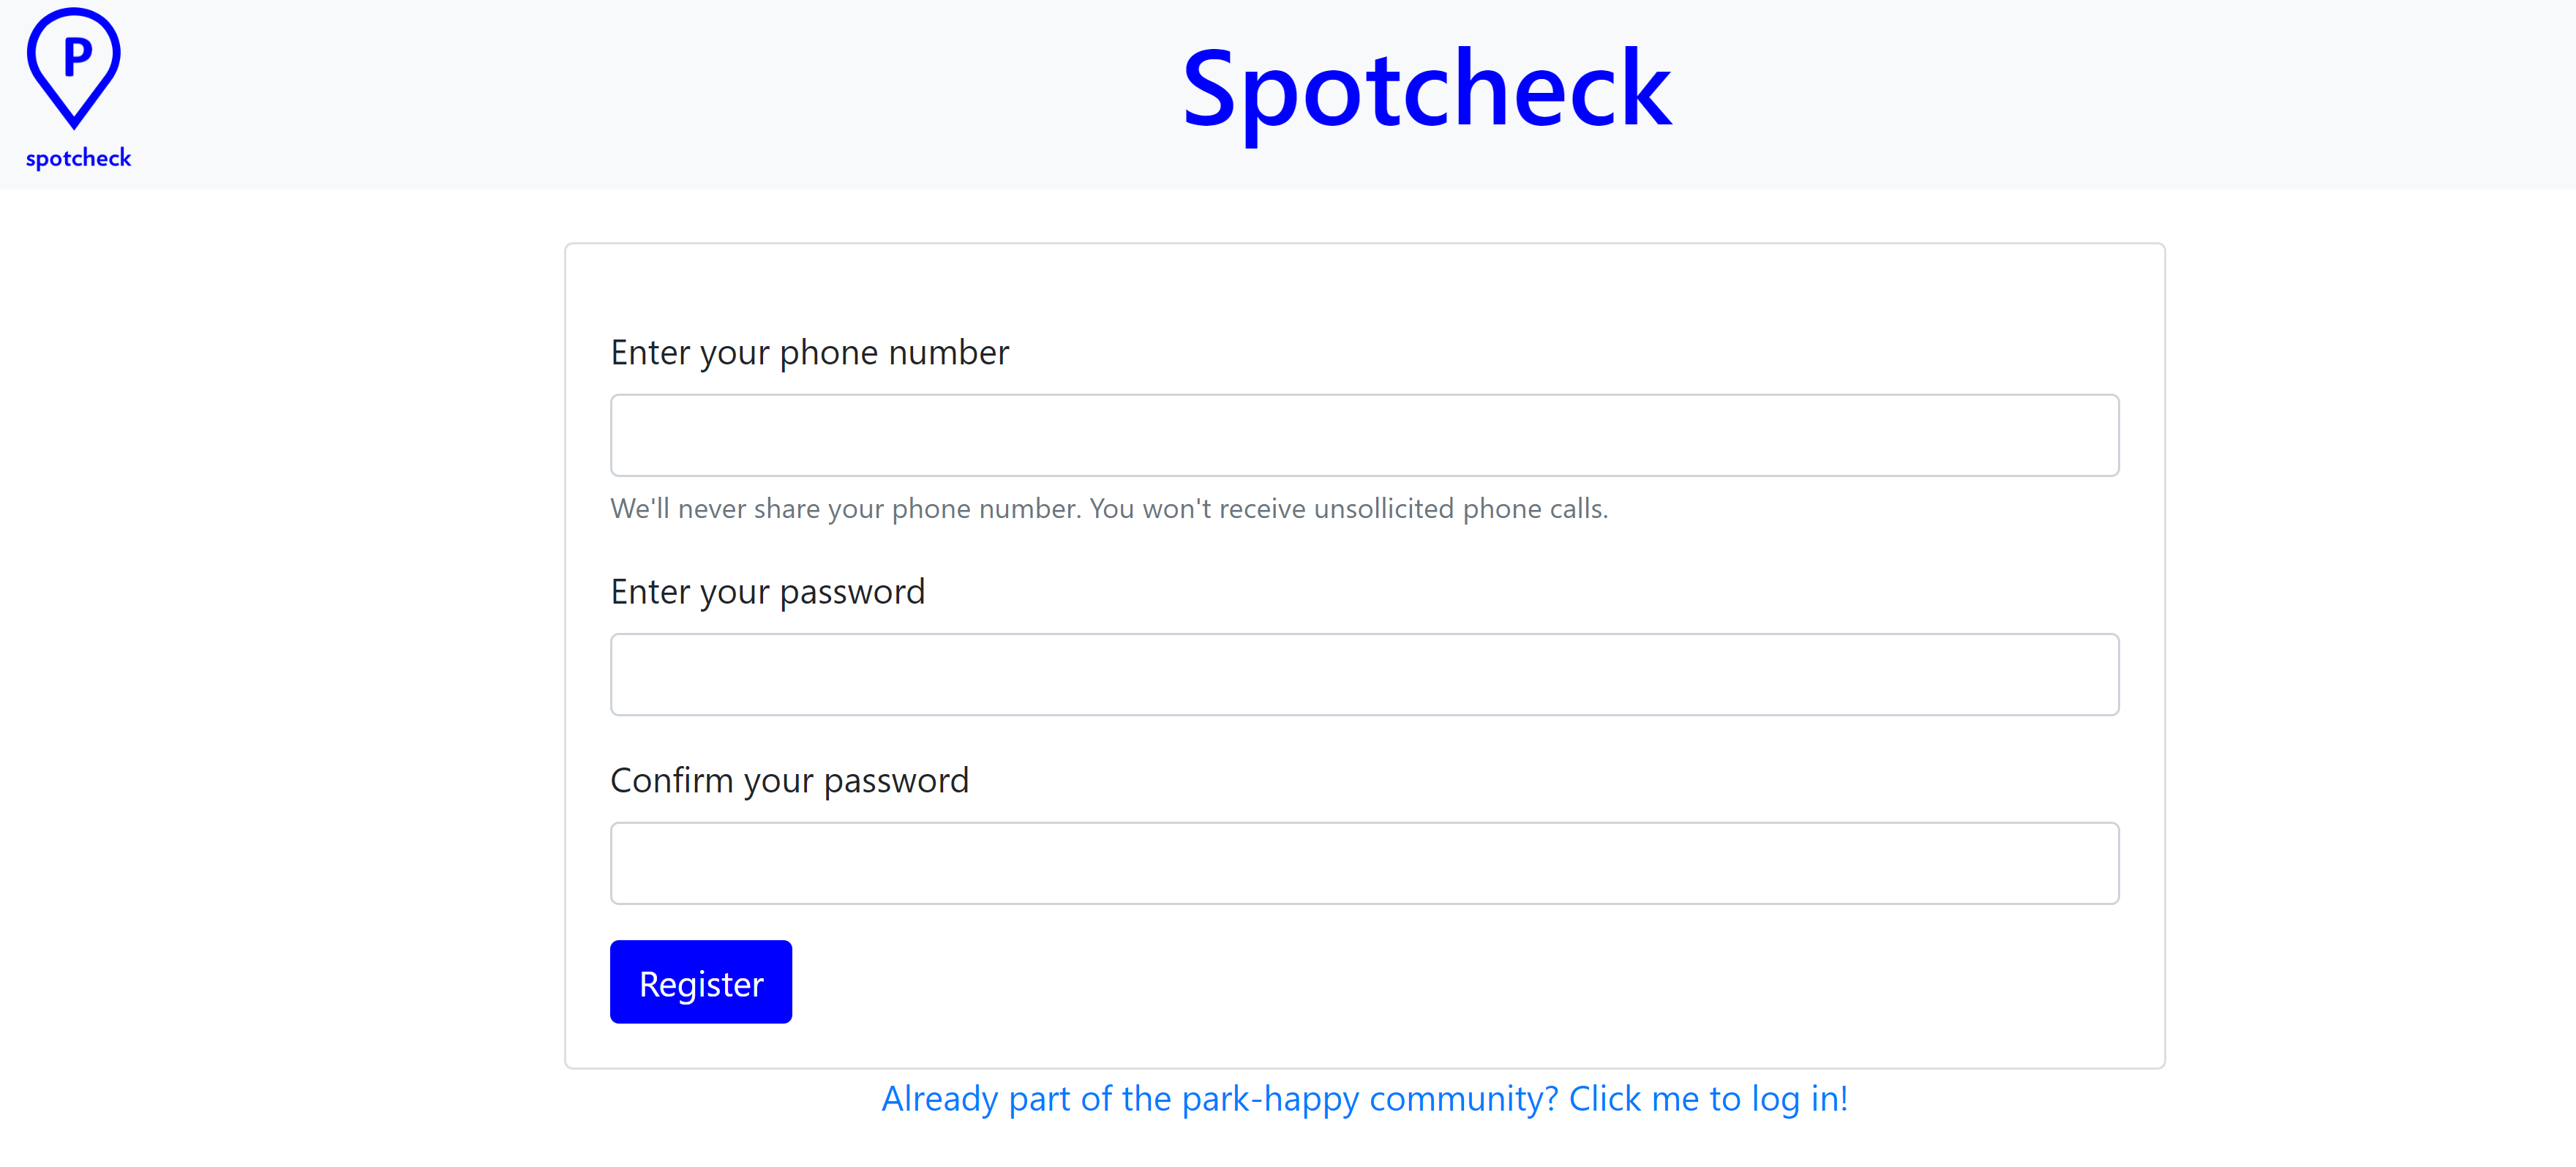 P
spotcheck
Spotcheck
Enter your phone number
We'll never share your phone number. You won't receive unsollicited phone calls.
Enter your password
Confirm your password
Register
Already part of the park-happy community? Click me to log in!